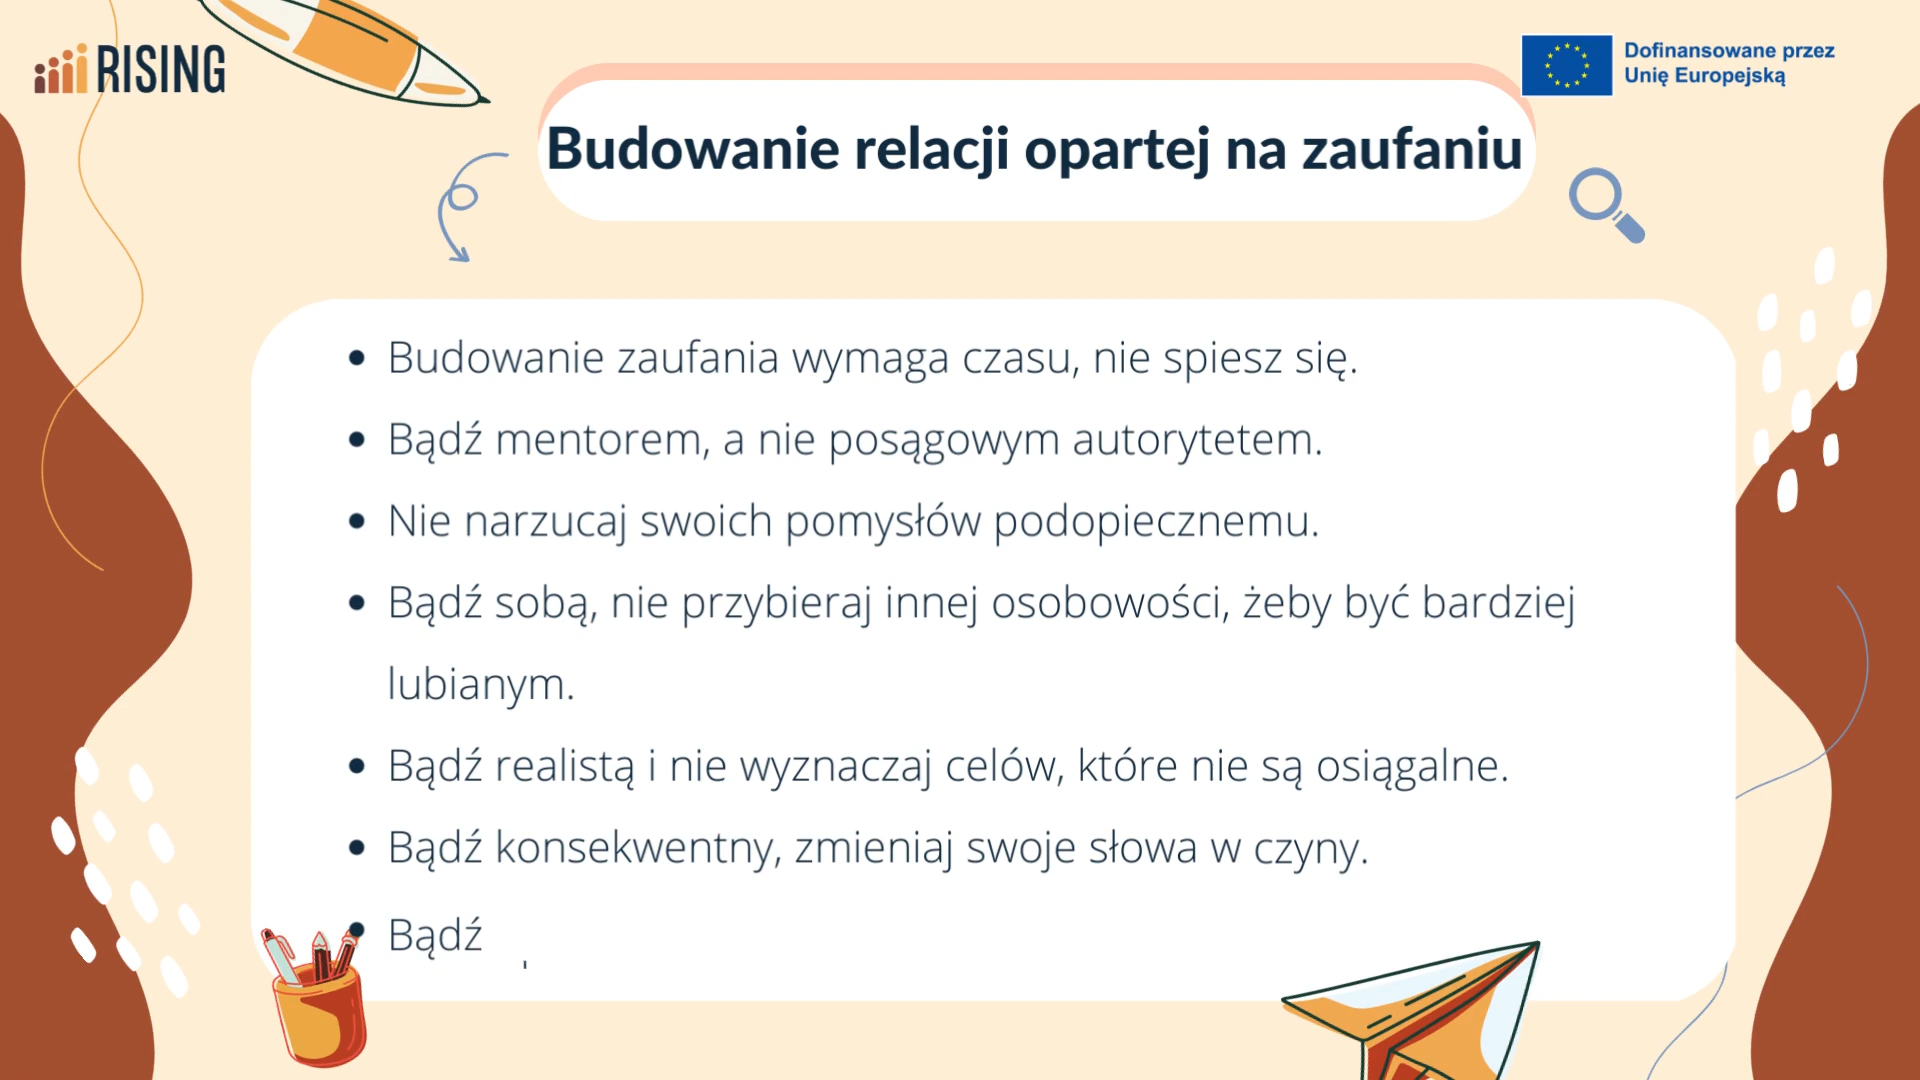 RISING
Dofinansowane przez
Unię Europejską
Budowanie relacji opartej na zaufaniu
• Budowanie zaufania wymaga czasu, nie spiesz się.
• Bądź mentorem, a nie posągowym autorytetem.
• Nie narzucaj swoich pomysłów podopiecznemu.
• Bądź sobą, nie przybieraj innej osobowości, żeby być bardziej
lubianym.
• Bądź realistą i nie wyznaczaj celów, które nie są osiągalne.
• Bądź konsekwentny, zmieniaj swoje słowa w czyny.
• Bądź